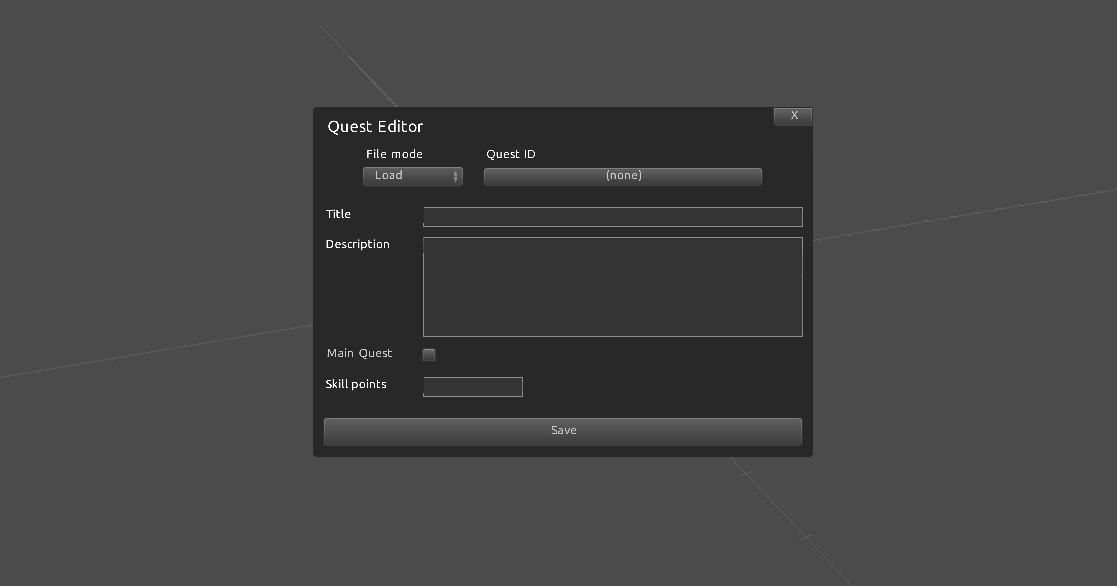 Quest Editor
X
File mode
Quest ID
Load
(none)
Title
Description
Main Quest
Skill points
Save